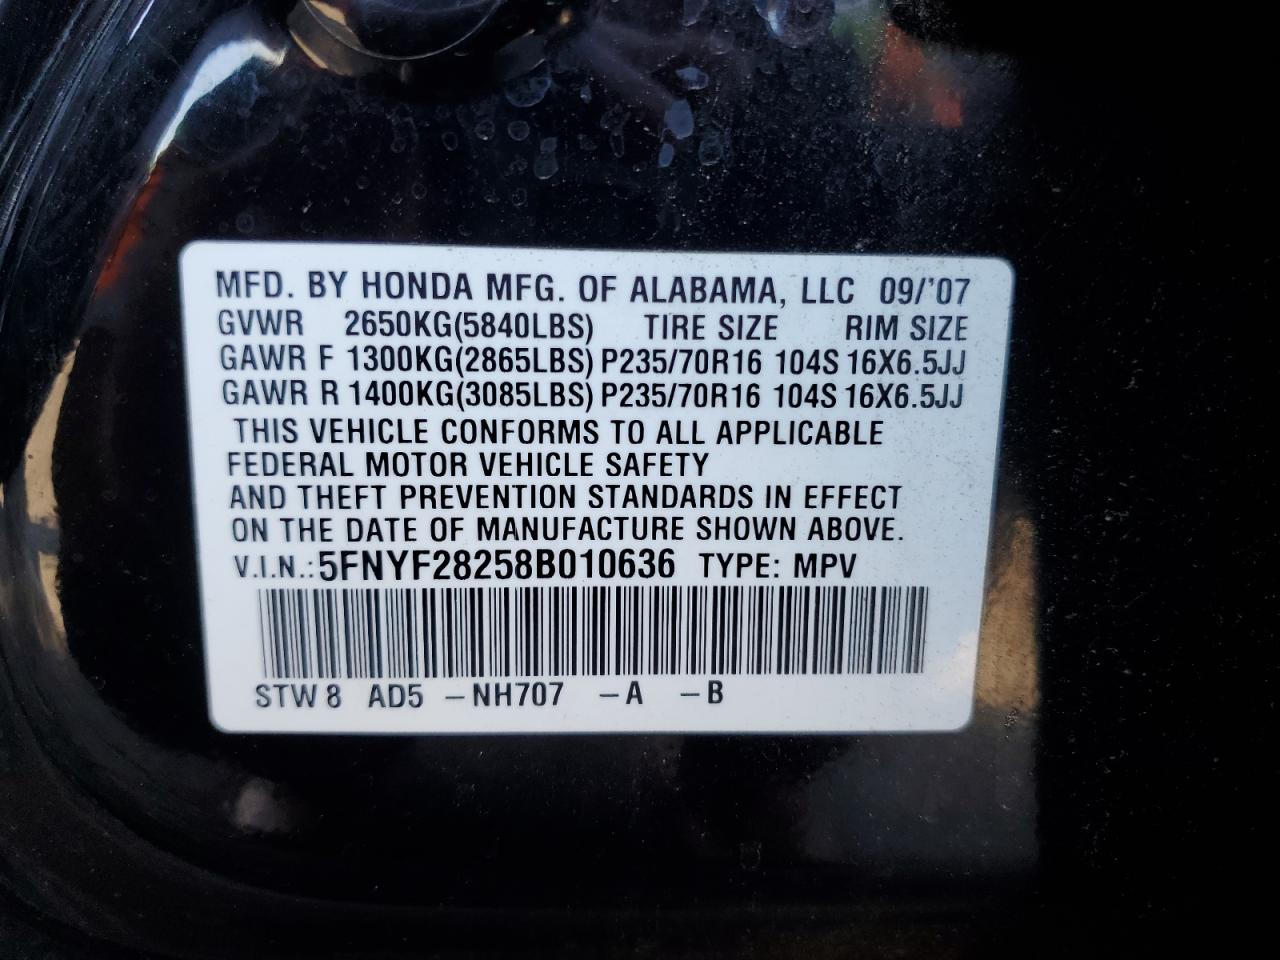 MFD. BY HONDA MFG. OF ALABAMA, LLC 09/'07
GVWR 2650KG(5840LBS) TIRE SIZE RIM SIZE
GAWR F 1300KG(2865LBS) P235/70R16 104S 16X6.5JJ
GAWR R 1400KG(3085LBS) P235/70R16 104S 16X6.5JJ
THIS VEHICLE CONFORMS TO ALL APPLICABLE
FEDERAL MOTOR VEHICLE SAFETY
AND THEFT PREVENTION STANDARDS IN EFFECT
ON THE DATE OF MANUFACTURE SHOWN ABOVE.
V.I.N.: 5FNYF28258B010636 TYPE: MPV
STW8 AD5 –NH707 –A –B